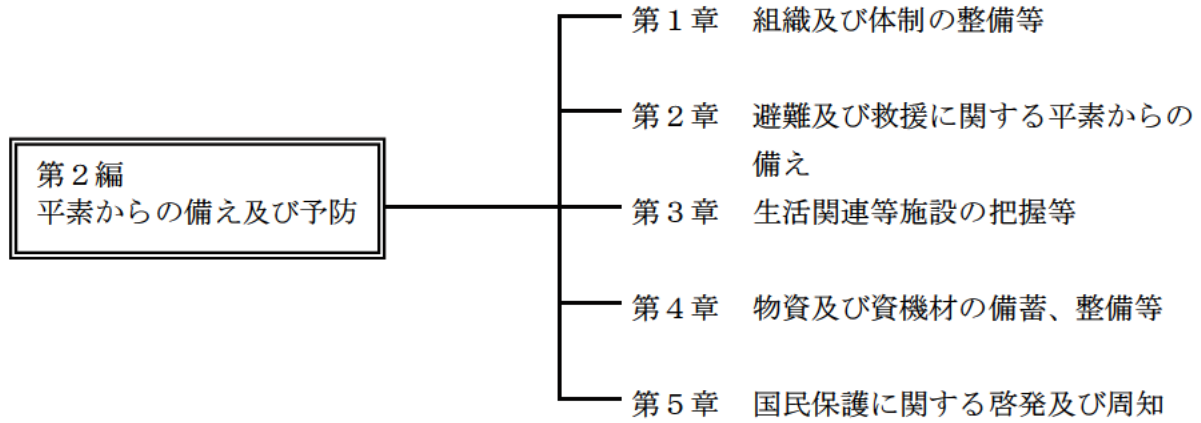 第１章　組織及び体制の整備等
第２章　避難及び救援に関する平素からの
備え
第２編
平素からの備え及び予防
第３章　生活関連等施設の把握等
第４章　物資及び資機材の備蓄、整備等
第５章　国民保護に関する啓発及び周知